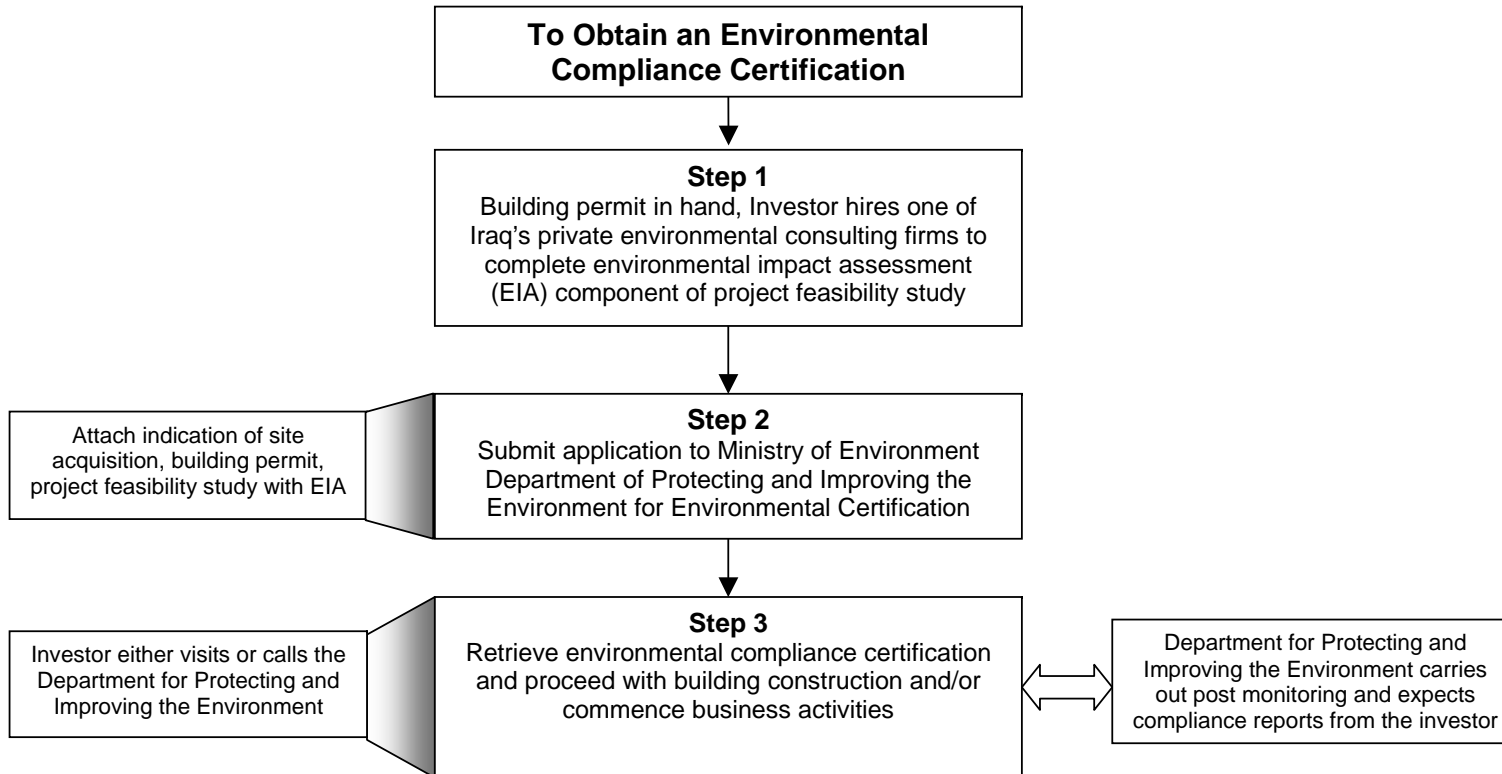 To Obtain an Environmental
Compliance Certification
Step 1
Building permit in hand, Investor hires one of
Iraq’s private environmental consulting firms to
complete environmental impact assessment
(EIA) component of project feasibility study
Attach indication of site
acquisition, building permit,
project feasibility study with EIA
Step 2
Submit application to Ministry of Environment
Department of Protecting and Improving the
Environment for Environmental Certification
Investor either visits or calls the
Department for Protecting and
Improving the Environment
Step 3
Retrieve environmental compliance certification
and proceed with building construction and/or
commence business activities
Department for Protecting and
Improving the Environment carries
out post monitoring and expects
compliance reports from the investor